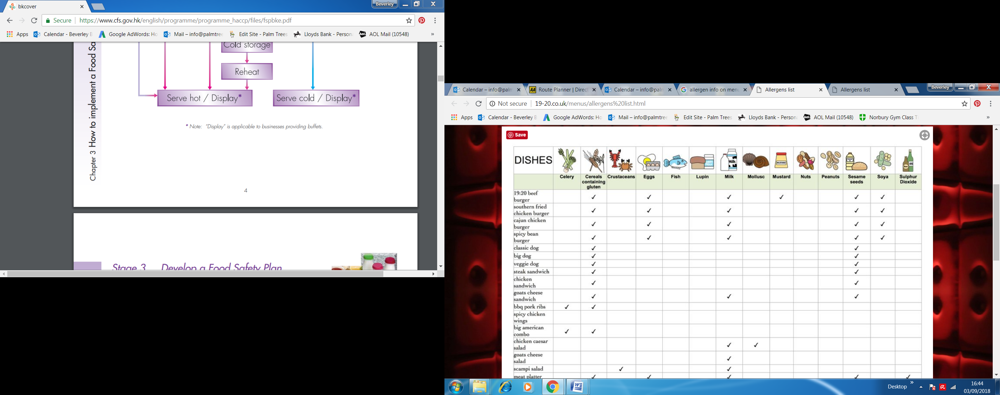 bkcover
Beverley
Secure https://www.cfs.gov.hk/english/programme/programme_haccp/files/fspbke.pdf
Apps Calendar - Beverley B Google AdWords: Ho Mail – info@palmtree Edit Site - Palm Trees Lloyds Bank - Person AOL Mail (10548) »
Chapter 3 How to implement a Food Sa
Cold storage
Reheat
Serve hot / Display*
Serve cold / Display*
* Note: “Display” is applicable to businesses providing buffets.
4
Stage 3 Develop a Food Safety Plan
Calendar – info@palm AA Route Planner | Direct Calendar – info@palm allergen info on menu Allergens list Allergens list Beverley
Not secure 19-20.co.uk/menus/allergens%20list.html
Apps Calendar - Beverley B Google AdWords: Ho Mail – info@palmtree Edit Site - Palm Trees Lloyds Bank - Person AOL Mail (10548) Norbury Gym Class T »
Save
DISHES
Celery Cereals containing gluten Crustaceans Eggs Fish Lupin Milk Mollusc Mustard Nuts Peanuts Sesame seeds Soya Sulphur Dioxide
19:20 beef
burger ✓ ✓ ✓ ✓ ✓ ✓
southern fried
chicken burger ✓ ✓ ✓ ✓ ✓
cajun chicken
burger ✓ ✓ ✓ ✓ ✓
spicy bean
burger ✓ ✓ ✓ ✓ ✓
classic dog ✓ ✓
big dog ✓ ✓
veggie dog ✓ ✓
steak sandwich ✓ ✓
chicken
sandwich ✓ ✓
goats cheese
sandwich ✓ ✓ ✓
bbq pork ribs ✓ ✓
spicy chicken
wings
big american
combo ✓ ✓
chicken caesar
salad ✓ ✓
goats cheese
salad ✓
scampi salad ✓ ✓
meat platter ✓ ✓ ✓ ✓ ✓
Desktop »
16:44
03/09/2018